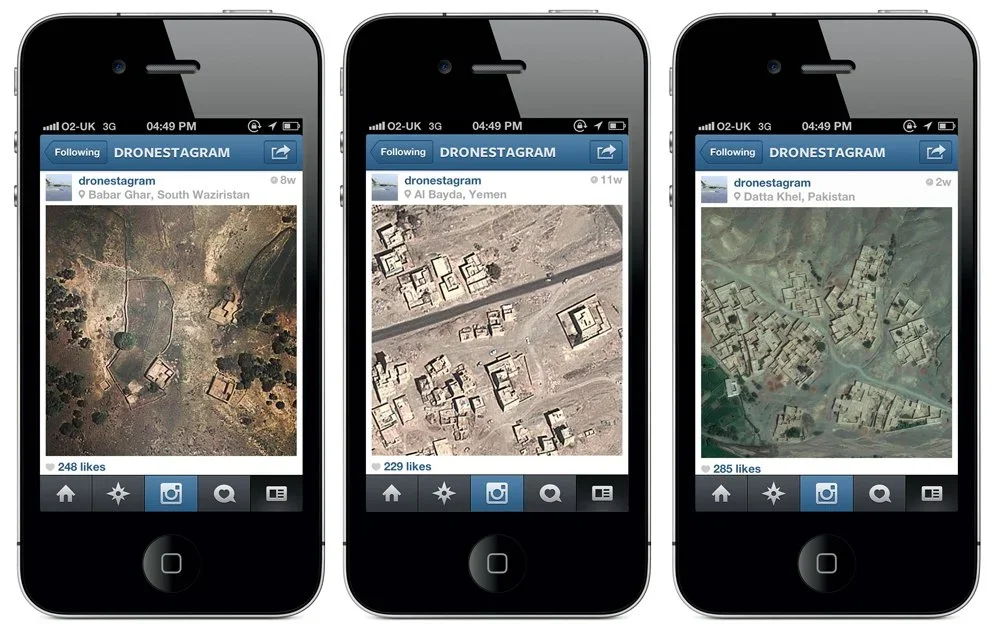 O2-UK 3G 04:49 PM
Following DRONESTAGRAM
dronestagram 8w
Babar Ghar, South Waziristan
248 likes
O2-UK 3G 04:49 PM
Following DRONESTAGRAM
dronestagram 11w
Al Bayda, Yemen
229 likes
O2-UK 3G 04:49 PM
Following DRONESTAGRAM
dronestagram 2w
Datta Khel, Pakistan
285 likes